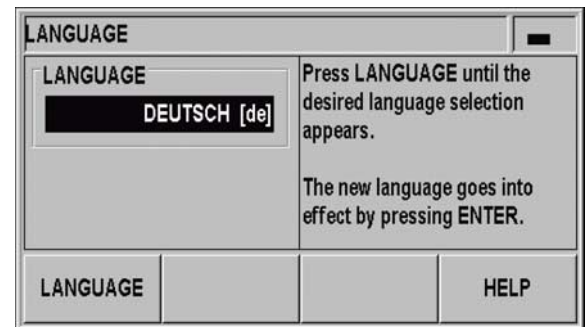 LANGUAGE
LANGUAGE
DEUTSCH [de]
Press LANGUAGE until the
desired language selection
appears.
The new language goes into
effect by pressing ENTER.
LANGUAGE
HELP